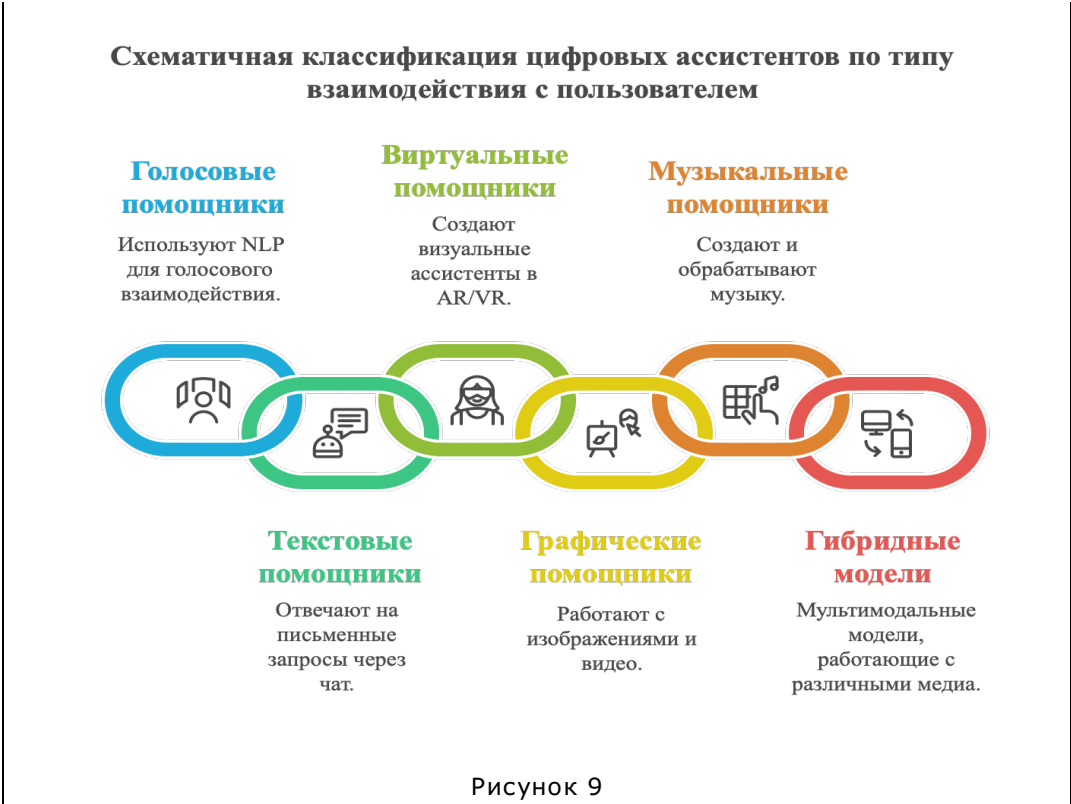 Схематичная классификация цифровых ассистентов по типу
взаимодействия с пользователем
Голосовые
помощники
Используют NLP
для голосового
взаимодействия.
Виртуальные
помощники
Создают
визуальные
ассистенты в
AR/VR.
Музыкальные
помощники
Создают и
обрабатывают
музыку.
Текстовые
помощники
Отвечают на
письменные
запросы через
чат.
Графические
помощники
Работают с
изображениями и
видео.
Гибридные
модели
Мультимодальные
модели,
работающие с
различными медиа.
Рисунок 9